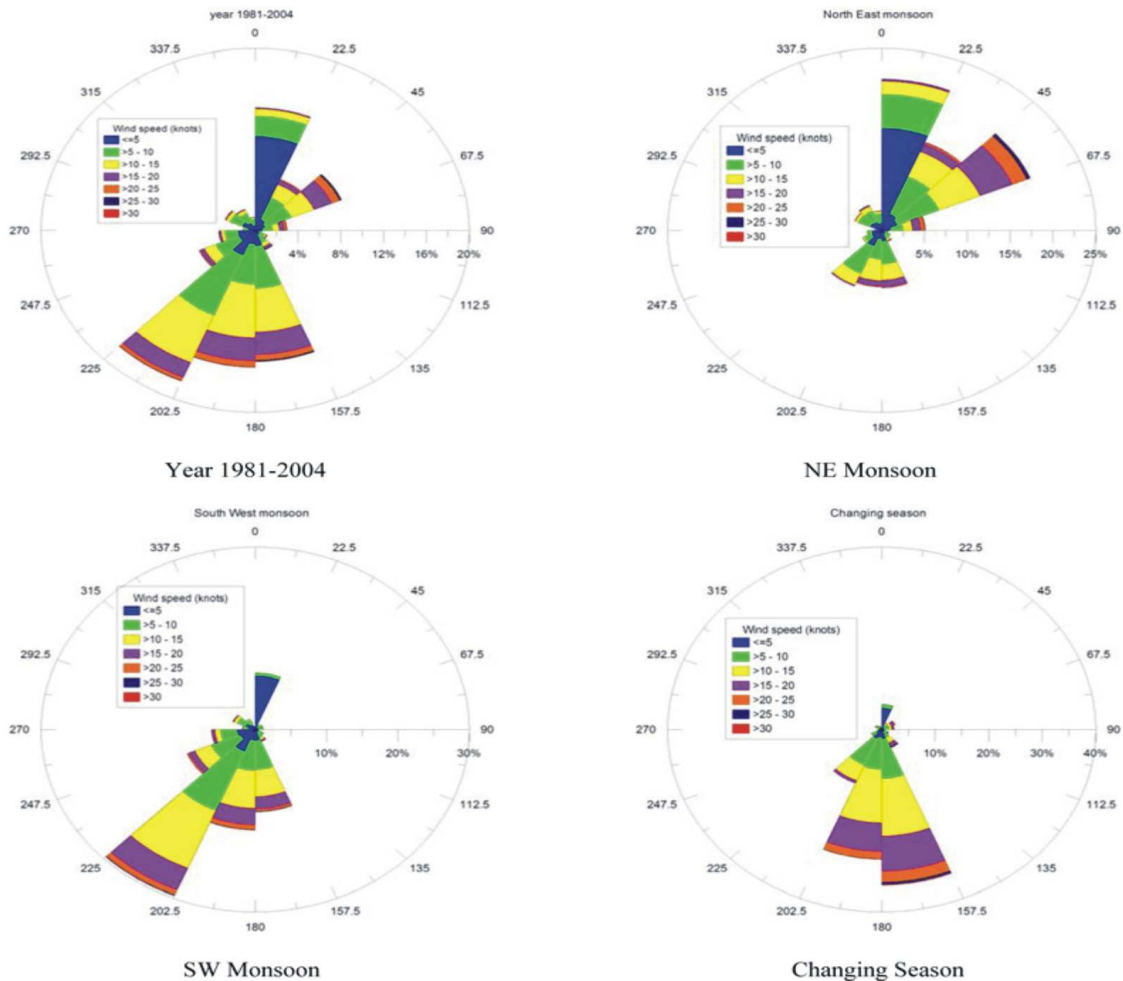 year 1981-2004
0
337.5
22.5
315
45
Wind speed (knots)
<=5
>5 - 10
>10 - 15
>15 - 20
>20 - 25
>25 - 30
>30
292.5
67.5
270
90
4% 8% 12% 16% 20%
247.5
112.5
225
135
202.5
157.5
180
Year 1981-2004
North East monsoon
0
337.5
22.5
315
45
Wind speed (knots)
<=5
>5 - 10
>10 - 15
>15 - 20
>20 - 25
>25 - 30
>30
292.5
67.5
270
90
5% 10% 15% 20% 25%
247.5
112.5
225
135
202.5
157.5
180
NE Monsoon
South West monsoon
0
337.5
22.5
315
45
Wind speed (knots)
<=5
>5 - 10
>10 - 15
>15 - 20
>20 - 25
>25 - 30
>30
292.5
67.5
270
90
10% 20% 30%
247.5
112.5
225
135
202.5
157.5
180
SW Monsoon
Changing season
0
337.5
22.5
315
45
Wind speed (knots)
<=5
>5 - 10
>10 - 15
>15 - 20
>20 - 25
>25 - 30
>30
292.5
67.5
270
90
10% 20% 30% 40%
247.5
112.5
225
135
202.5
157.5
180
Changing Season